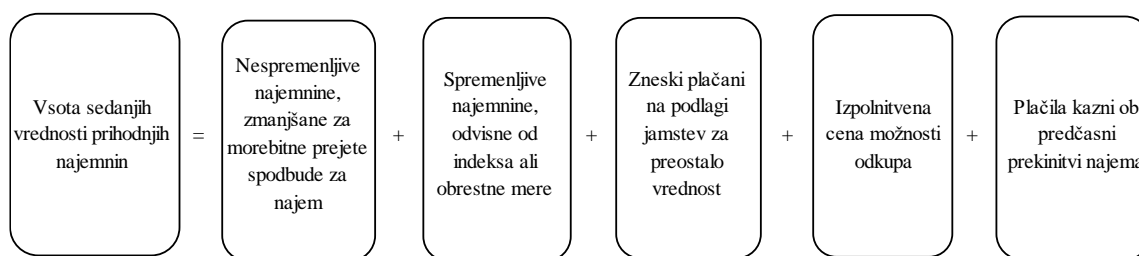 Vsota sedanjih
vrednosti prihodnjih
najemnin
=
Nespremenljive
najemnine,
zmanjšane za
morebitne prejete
spodbude za
najem
+
Spremenljive
najemnine,
odvisne od
indeksa ali
obrestne mere
+
Zneski plačani
na podlagi
jamstev za
preostalo
vrednost
+
Izpolnitvena
cena možnosti
odkupa
+
Plačila kazni ob
predčasni
prekinitvi najema